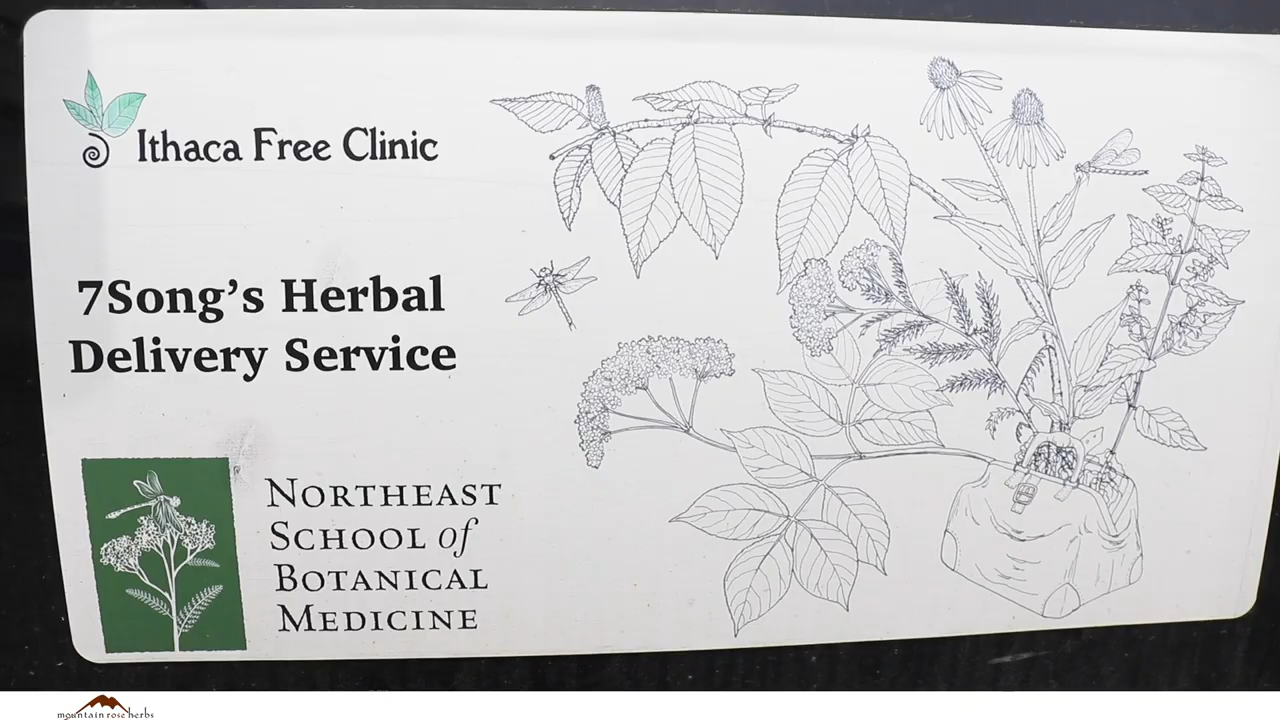 Ithaca Free Clinic
7Song's Herbal
Delivery Service
Northeast
School of
Botanical
Medicine
mountain rose herbs